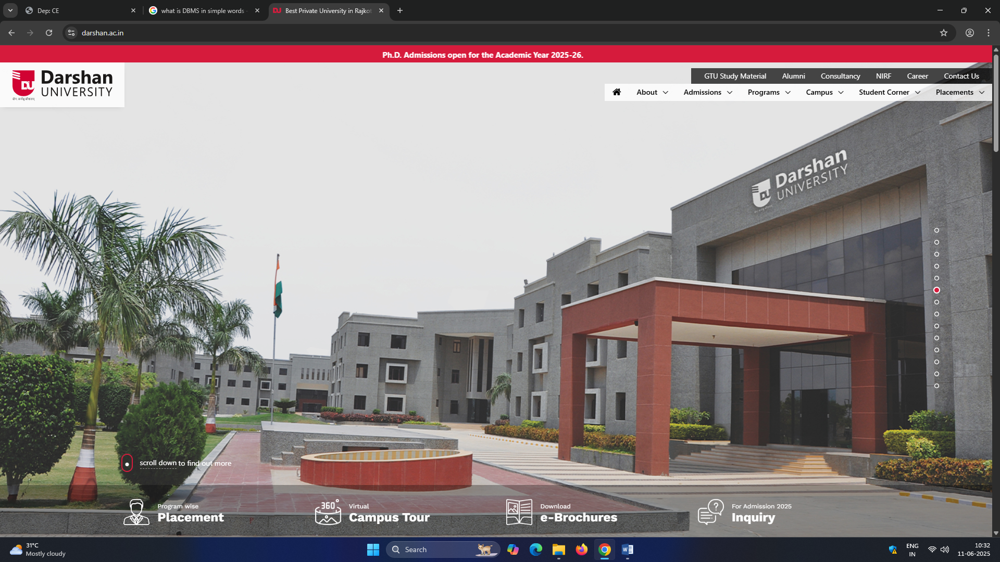 Dep: CE
what is DBMS in simple words -
DU Best Private University in Rajkot
darshan.ac.in
Ph.D. Admissions open for the Academic Year 2025-26.
DU Darshan
UNIVERSITY
GTU Study Material Alumni Consultancy NIRF Career Contact Us
About Admissions Programs Campus Student Corner Placements
DU Darshan
UNIVERSITY
scroll down to find out more
Program wise
Placement
360°
Virtual
Campus Tour
Download
e-Brochures
For Admission 2025
Inquiry
31°C
Mostly cloudy
Search
ENG
IN
10:32
11-06-2025